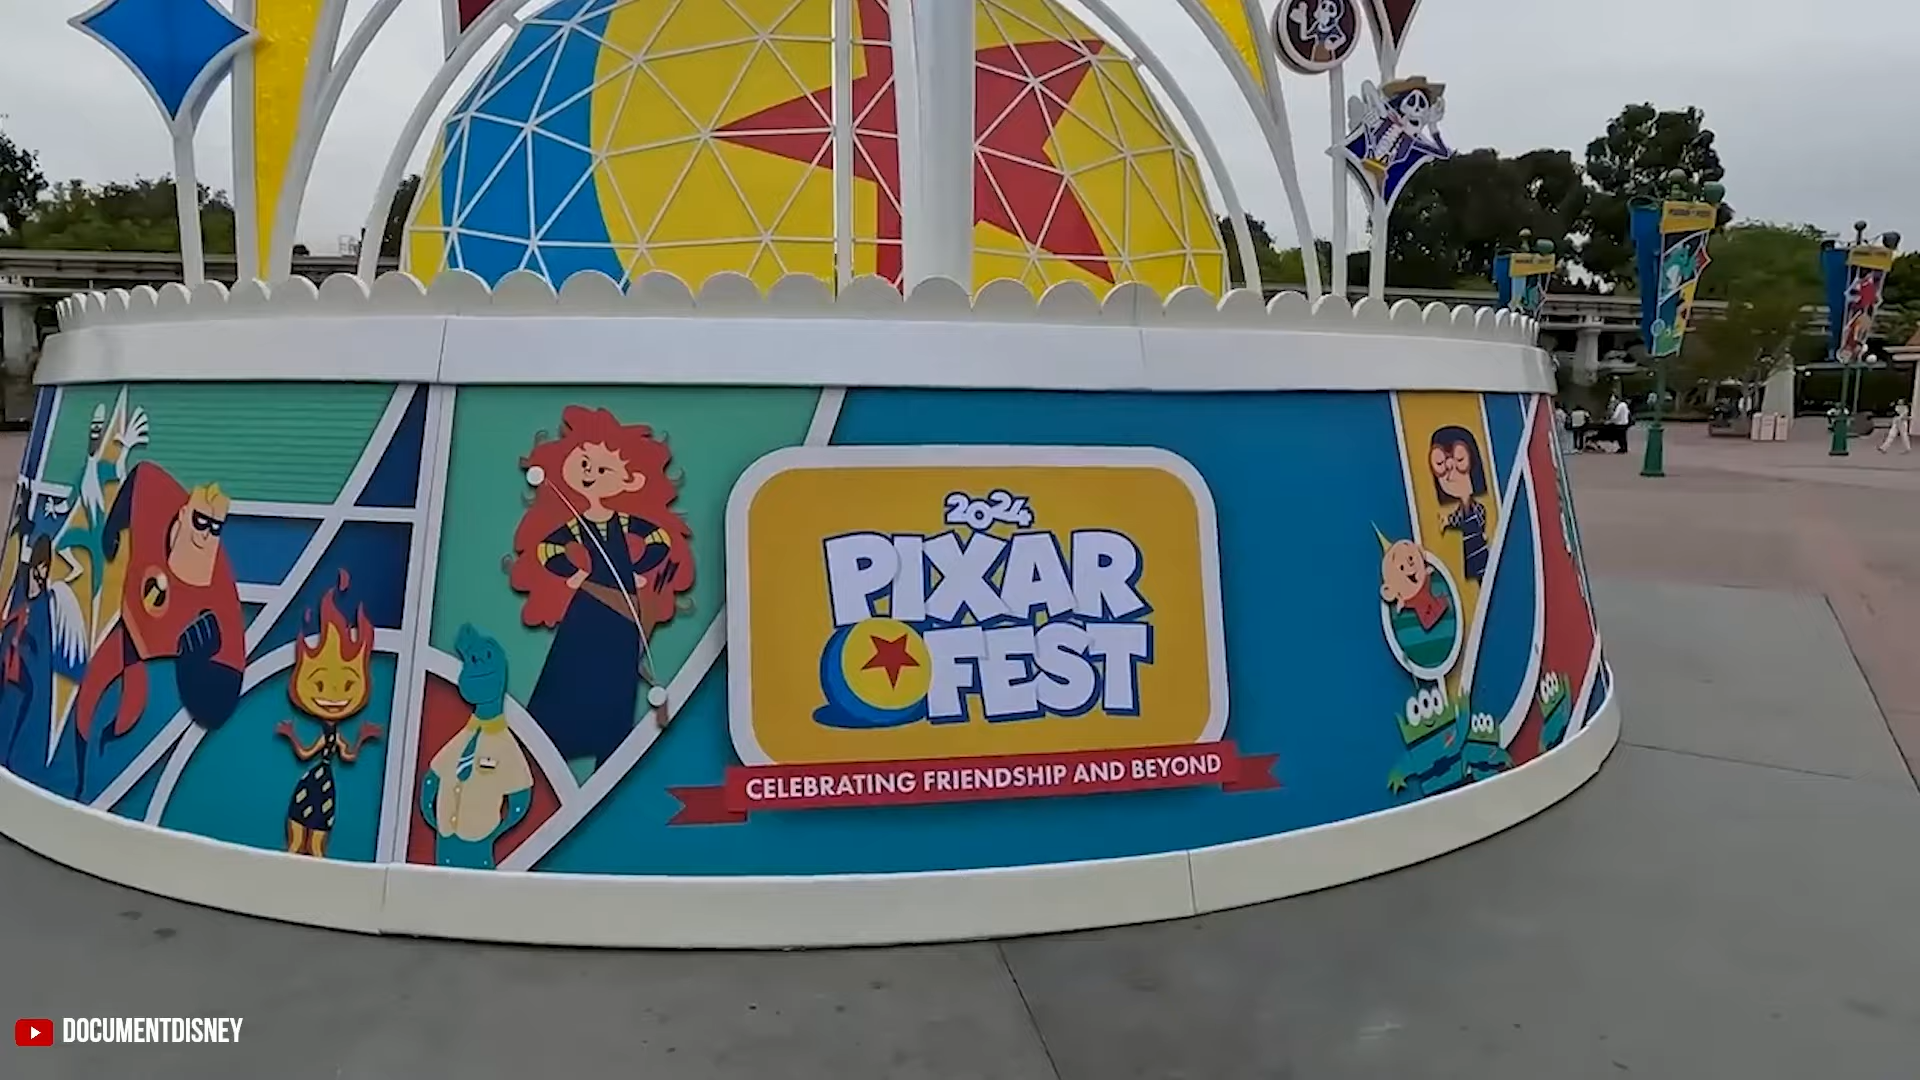 2024
PIXAR
FEST
CELEBRATING FRIENDSHIP AND BEYOND
DOCUMENTDISNEY